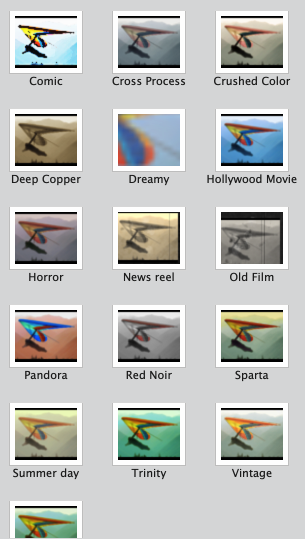 Comic
Cross Process
Crushed Color
Deep Copper
Dreamy
Hollywood Movie
Horror
News reel
Old Film
Pandora
Red Noir
Sparta
Summer day
Trinity
Vintage